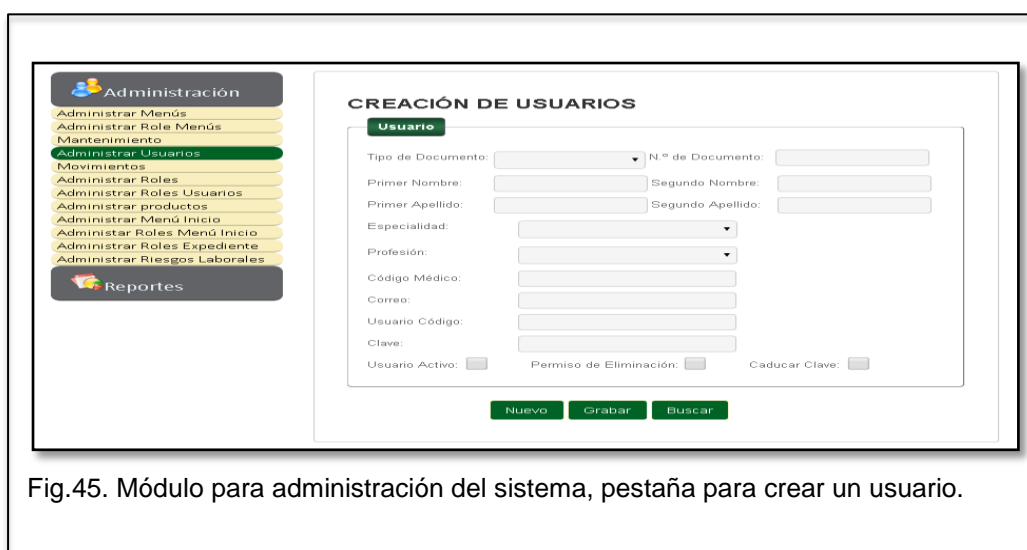 Administración
Administrar Menús
Administrar Role Menús
Mantenimiento
Administrar Usuarios
Movimientos
Administrar Roles
Administrar Roles Usuarios
Administrar productos
Administrar Menú Inicio
Administar Roles Menú Inicio
Administrar Roles Expediente
Administrar Riesgos Laborales
Reportes
CREACIÓN DE USUARIOS
Usuario
Tipo de Documento: N.º de Documento:
Primer Nombre: Segundo Nombre:
Primer Apellido: Segundo Apellido:
Especialidad:
Profesión:
Código Médico:
Correo:
Usuario Código:
Clave:
Usuario Activo: Permiso de Eliminación: Caducar Clave:
Nuevo Grabar Buscar
Fig.45. Módulo para administración del sistema, pestaña para crear un usuario.